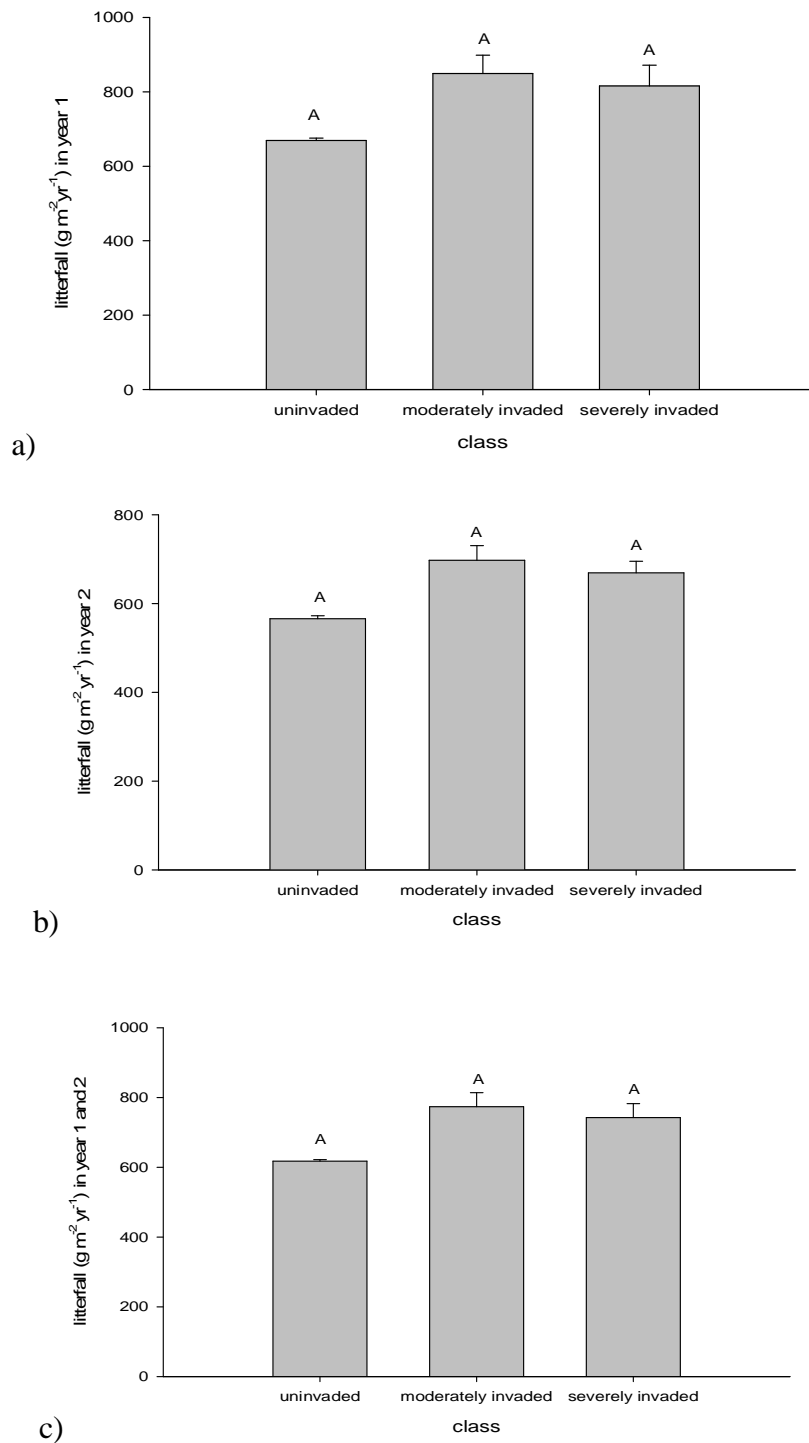 1000
800
600
400
200
0
litterfall (g m-2yr-1) in year 1
A
A
A
uninvaded
moderately invaded
severely invaded
class
a)
800
600
400
200
0
litterfall (g m-2 yr-1) in year 2
A
A
A
uninvaded
moderately invaded
severely invaded
class
b)
1000
800
600
400
200
0
litterfall (g m-2 yr-1) in year 1 and 2
A
A
A
uninvaded
moderately invaded
severely invaded
class
c)